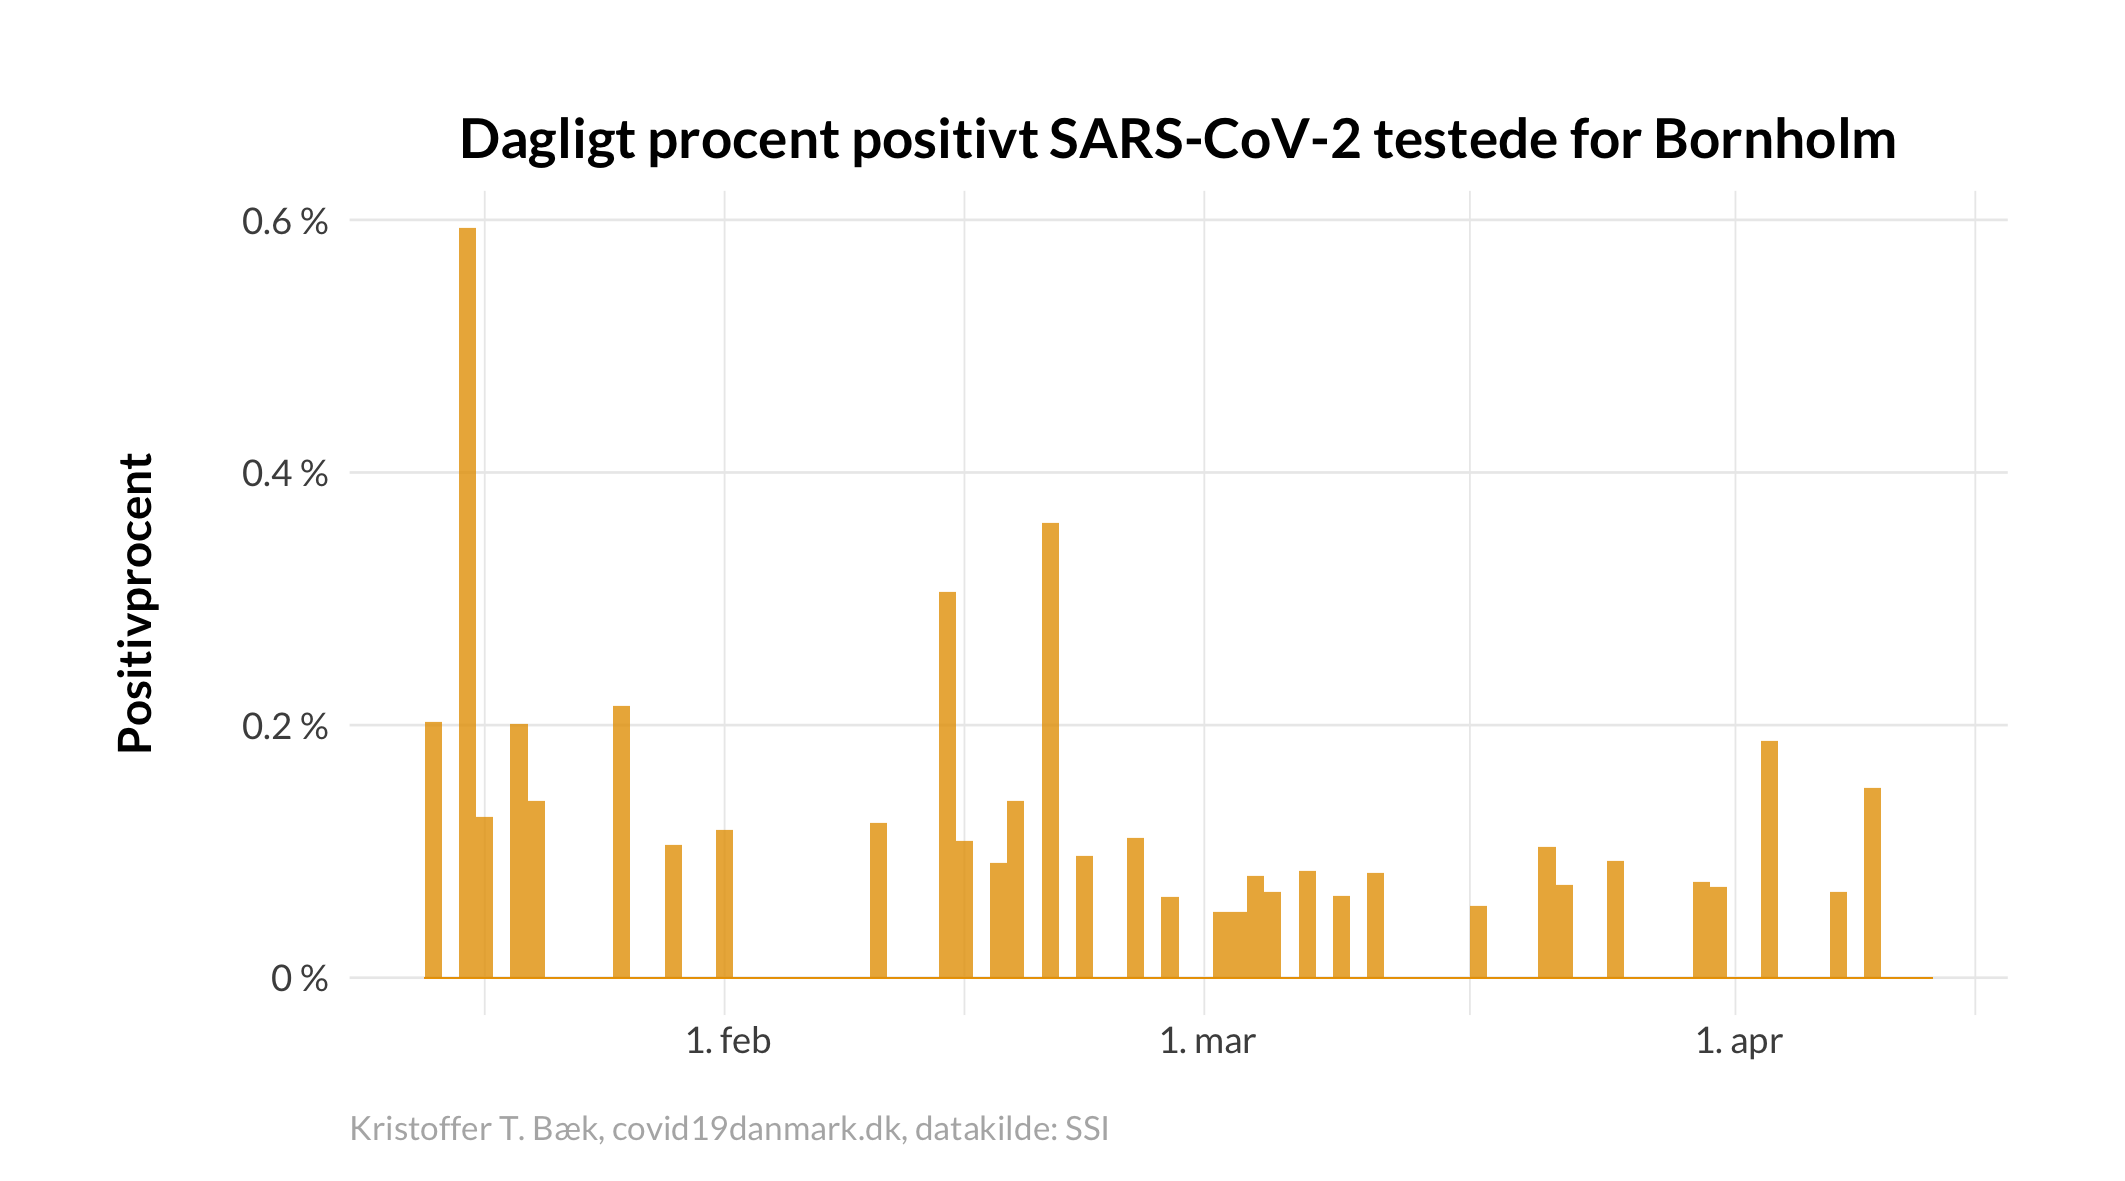 Dagligt procent positivt SARS-CoV-2 testede for Bornholm
Positivprocent
0.6 %
0.4 %
0.2 %
0 %
1. feb
1. mar
1. apr
Kristoffer T. Bæk, covid19danmark.dk, datakilde: SSI